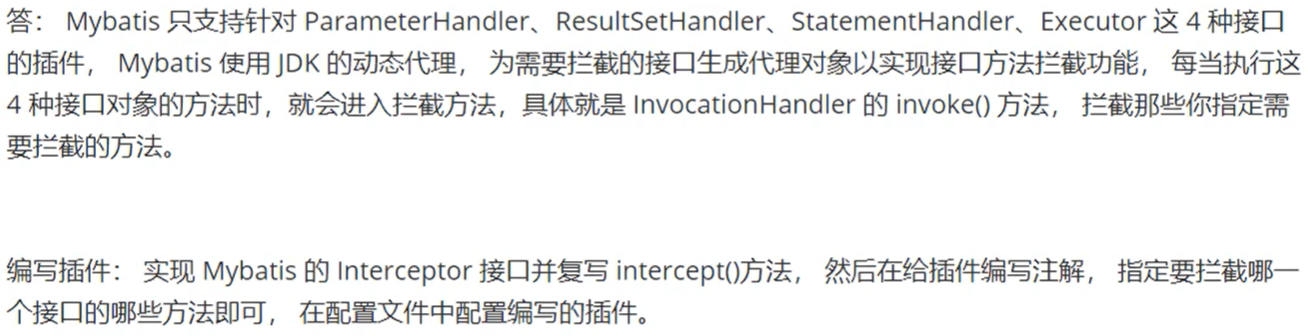 答： Mybatis 只支持针对 ParameterHandler、ResultSetHandler、StatementHandler、Executor 这 4 种接口
的插件， Mybatis 使用 JDK 的动态代理， 为需要拦截的接口生成代理对象以实现接口方法拦截功能， 每当执行这
4 种接口对象的方法时，就会进入拦截方法，具体就是 InvocationHandler 的 invoke() 方法， 拦截那些你指定需
要拦截的方法。
编写插件： 实现 Mybatis 的 Interceptor 接口并复写 intercept()方法， 然后在给插件编写注解， 指定要拦截哪一
个接口的哪些方法即可， 在配置文件中配置编写的插件。